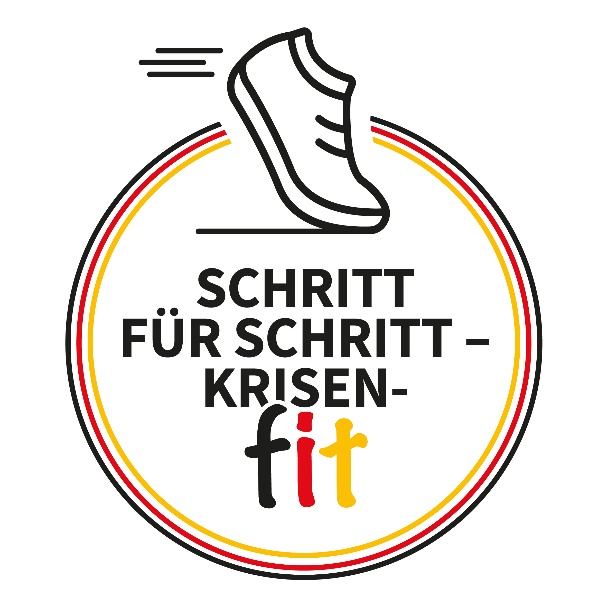 SCHRITT
FÜR SCHRITT –
KRISEN-
fit